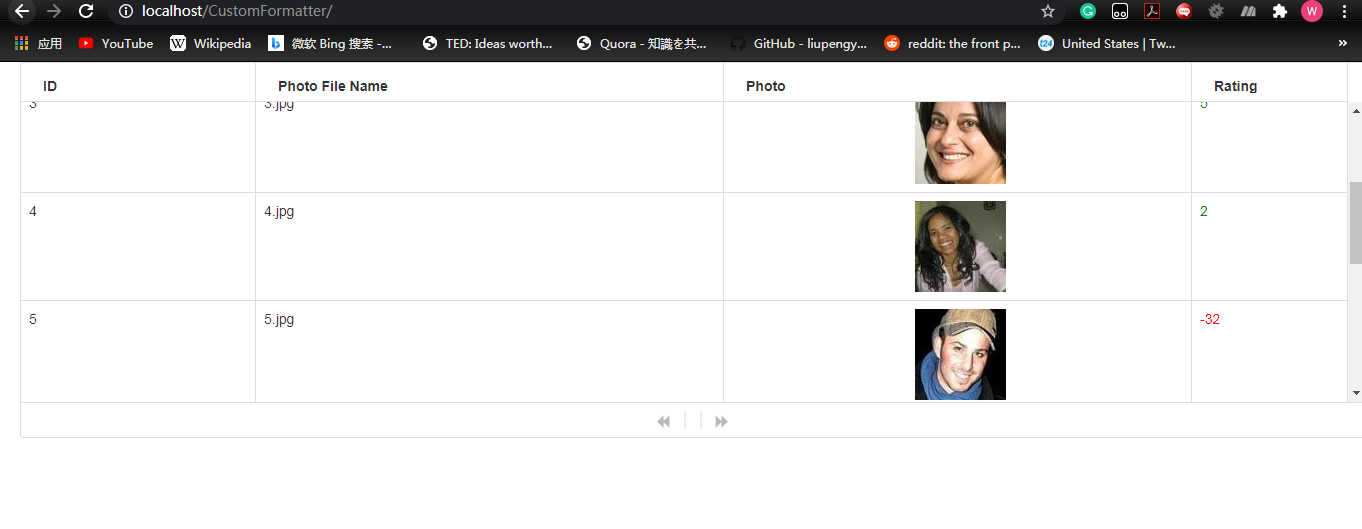 localhost/CustomFormatter/
W
应用
YouTube
W Wikipedia
微软 Bing 搜索 -...
TED: Ideas worth...
Quora - 知識を共...
GitHub - liupengy...
reddit: the front p...
t24 United States | Tw...
»
ID Photo File Name Photo Rating
3 3.jpg 5
4 4.jpg 2
5 5.jpg -32